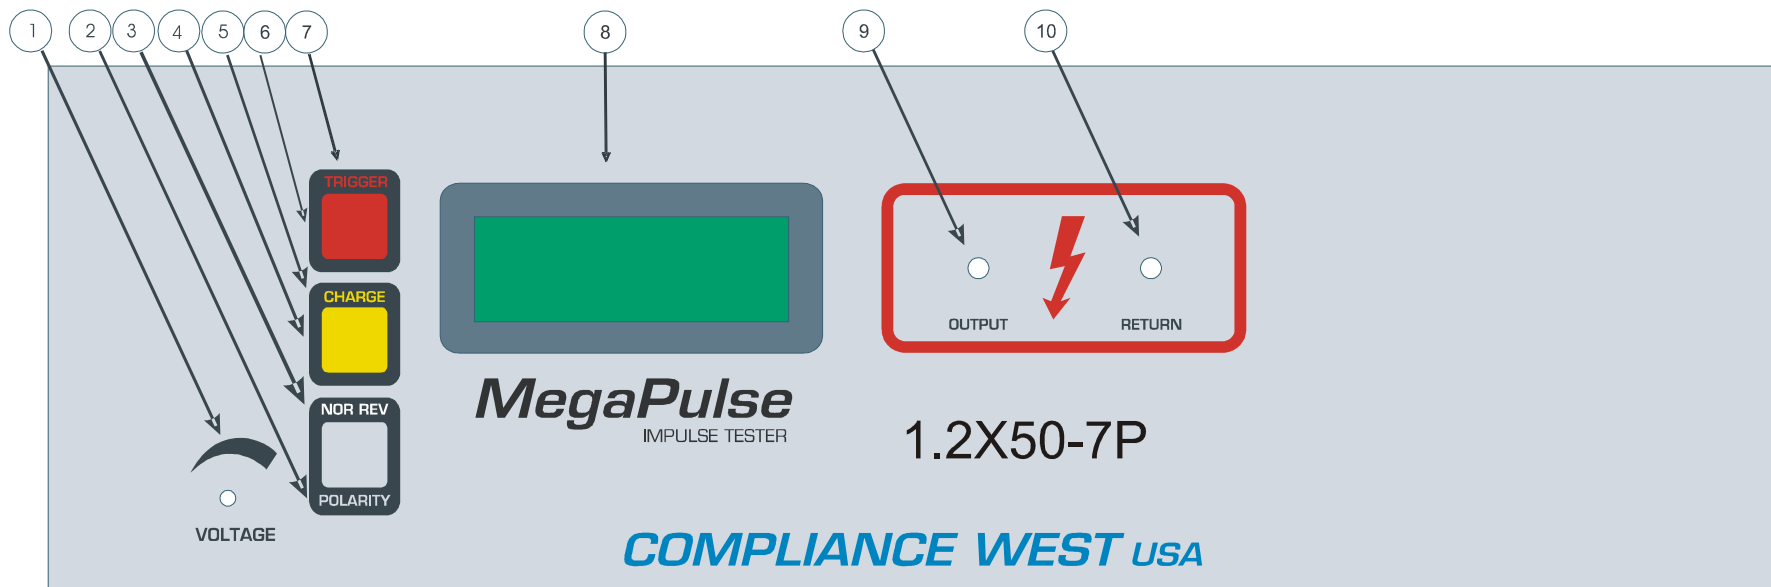 1 2 3 4 5 6 7 8 9 10
TRIGGER
CHARGE
NOR REV
POLARITY
VOLTAGE
MegaPulse
IMPULSE TESTER
OUTPUT RETURN
1.2X50-7P
COMPLIANCE WEST USA